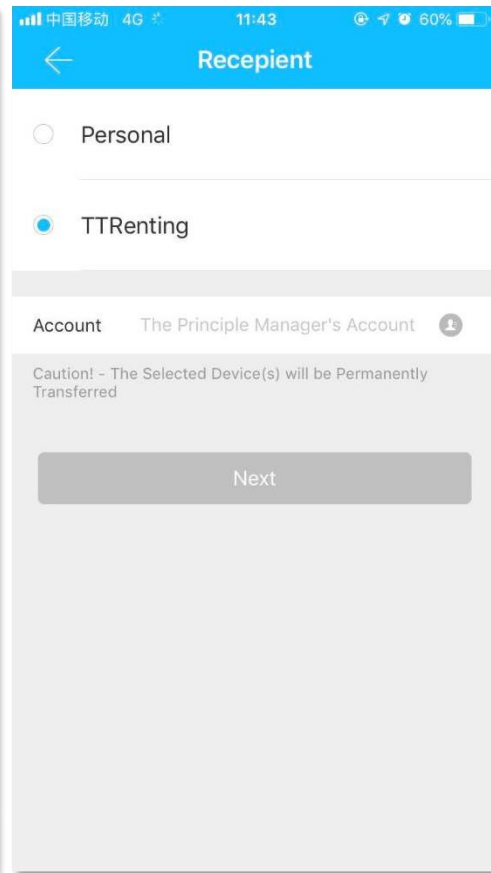 中国移动 4G 11:43 60%
Recepient
Personal
TTRenting
Account The Principle Manager's Account
Caution! - The Selected Device(s) will be Permanently
Transferred
Next